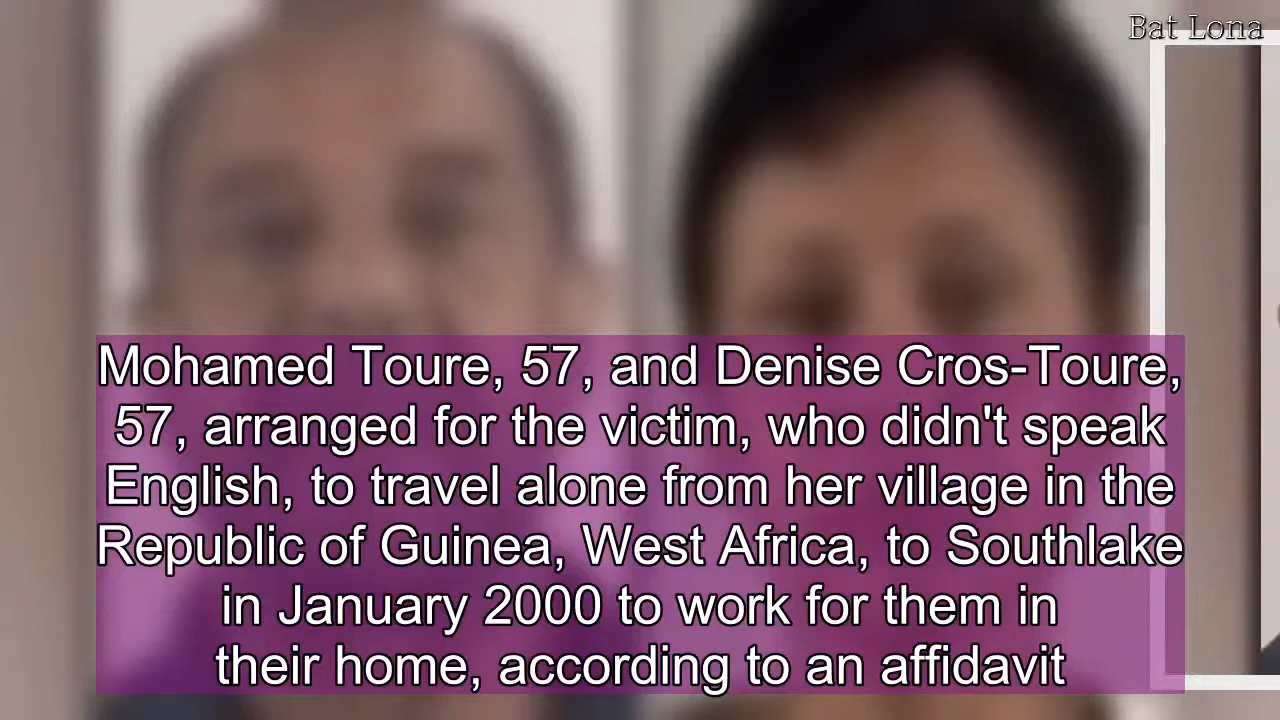 Bat Lona
Mohamed Toure, 57, and Denise Cros-Toure,
57, arranged for the victim, who didn't speak
English, to travel alone from her village in the
Republic of Guinea, West Africa, to Southlake
in January 2000 to work for them in
their home, according to an affidavit